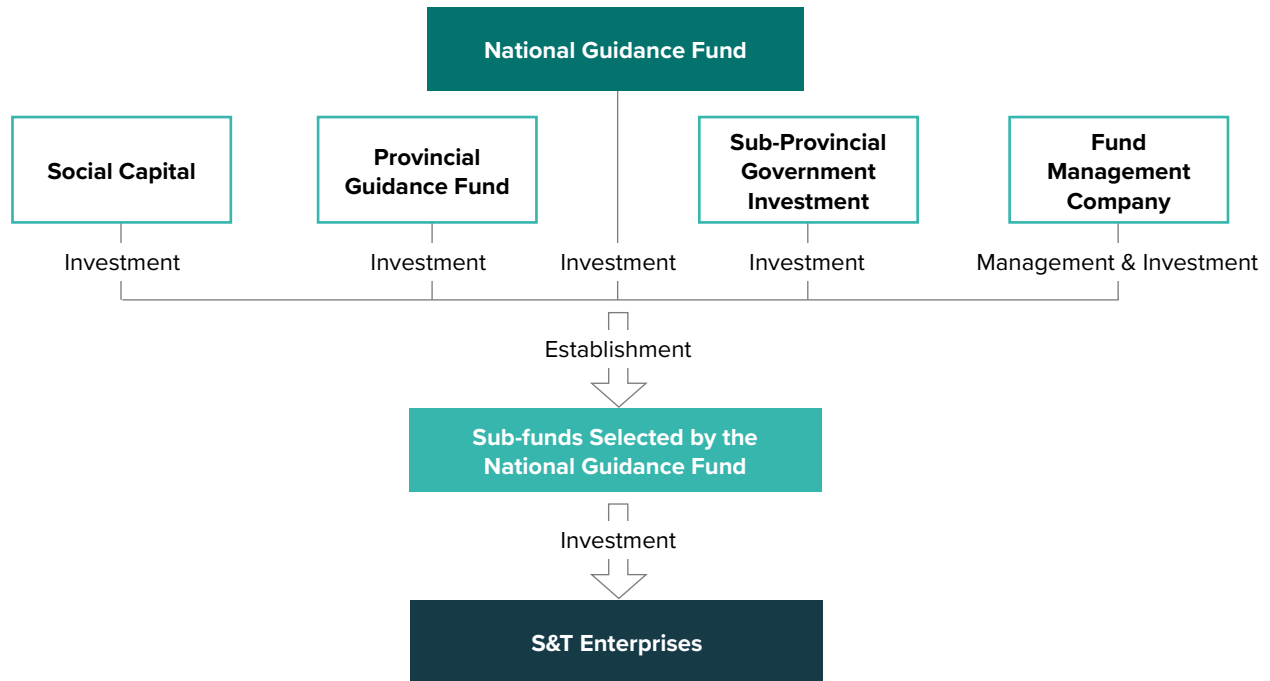 National Guidance Fund
Social Capital
Provincial
Guidance Fund
Sub-Provincial
Government
Investment
Fund
Management
Company
Investment
Investment
Investment
Investment
Management & Investment
Establishment
Sub-funds Selected by the
National Guidance Fund
Investment
S&T Enterprises